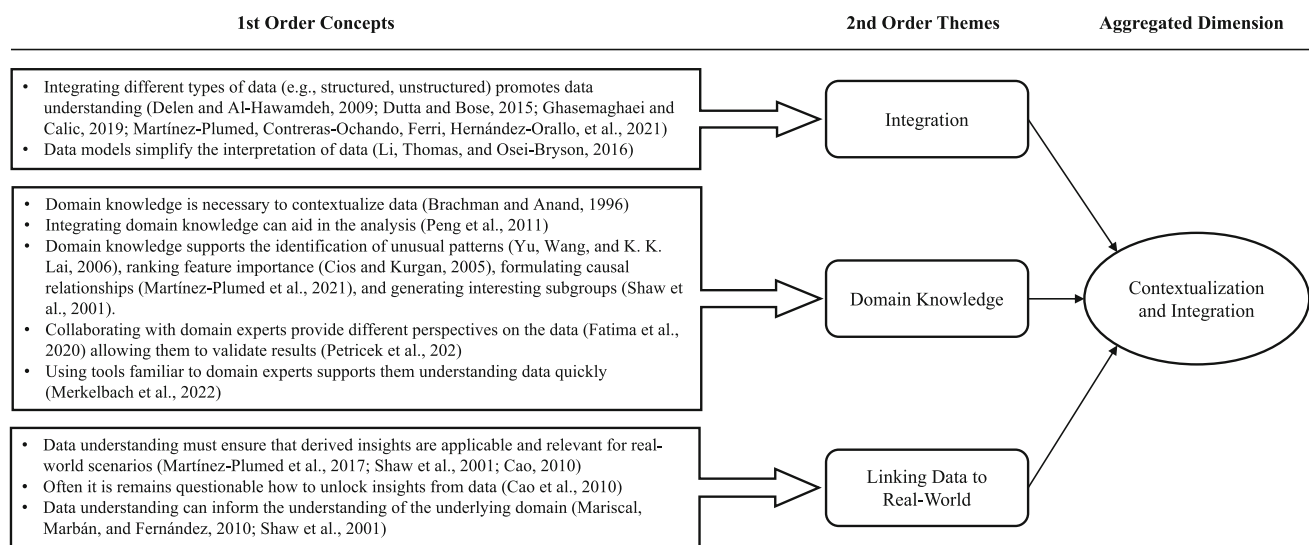 1st Order Concepts
2nd Order Themes
Aggregated Dimension
• Integrating different types of data (e.g., structured, unstructured) promotes data
understanding (Delen and Al-Hawamdeh, 2009; Dutta and Bose, 2015; Ghasemaghaei and
Calic, 2019; Martínez-Plumed, Contreras-Ochando, Ferri, Hernández-Orallo, et al., 2021)
• Data models simplify the interpretation of data (Li, Thomas, and Osei-Bryson, 2016)
Integration
• Domain knowledge is necessary to contextualize data (Brachman and Anand, 1996)
• Integrating domain knowledge can aid in the analysis (Peng et al., 2011)
• Domain knowledge supports the identification of unusual patterns (Yu, Wang, and K. K.
Lai, 2006), ranking feature importance (Cios and Kurgan, 2005), formulating causal
relationships (Martínez-Plumed et al., 2021), and generating interesting subgroups (Shaw et
al., 2001).
• Collaborating with domain experts provide different perspectives on the data (Fatima et al.,
2020) allowing them to validate results (Petricek et al., 202)
• Using tools familiar to domain experts supports them understanding data quickly
(Merkelbach et al., 2022)
Domain Knowledge
Contextualization
and Integration
• Data understanding must ensure that derived insights are applicable and relevant for real-
world scenarios (Martínez-Plumed et al., 2017; Shaw et al., 2001; Cao, 2010)
• Often it is remains questionable how to unlock insights from data (Cao et al., 2010)
• Data understanding can inform the understanding of the underlying domain (Mariscal,
Marbán, and Fernández, 2010; Shaw et al., 2001)
Linking Data to
Real-World